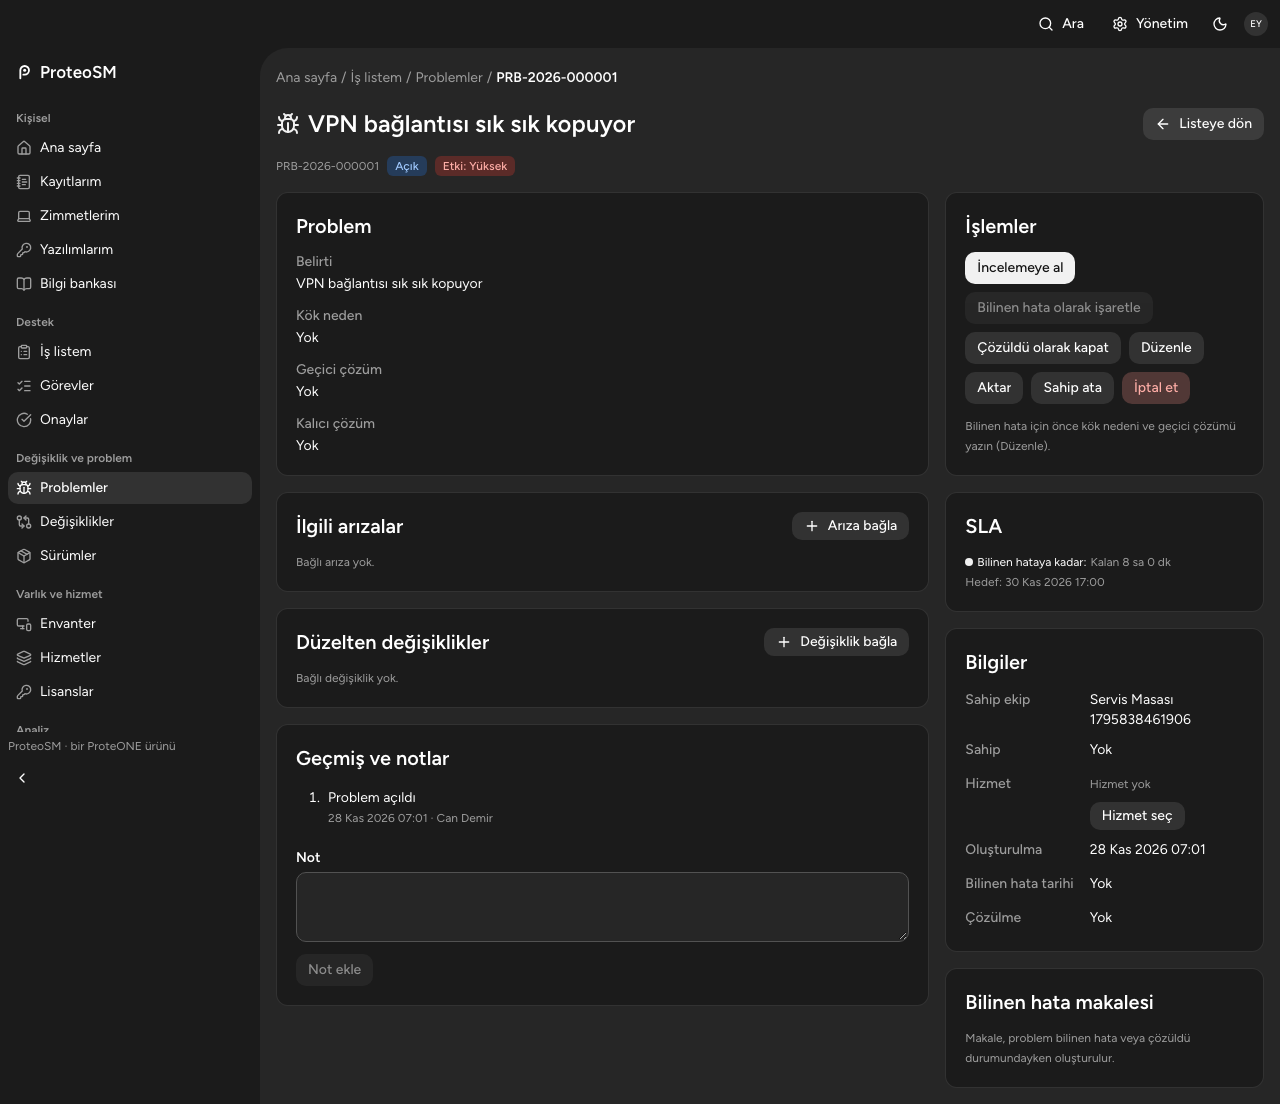 Ara
Yönetim
EY
ProteoSM
Kişisel
Ana sayfa
Kayıtlarım
Zimmetlerim
Yazılımlarım
Bilgi bankası
Destek
İş listem
Görevler
Onaylar
Değişiklik ve problem
Problemler
Değişiklikler
Sürümler
Varlık ve hizmet
Envanter
Hizmetler
Lisanslar
Analiz
ProteoSM · bir ProteONE ürünü
Ana sayfa / İş listem / Problemler / PRB-2026-000001
VPN bağlantısı sık sık kopuyor
Listeye dön
PRB-2026-000001 Açık Etki: Yüksek
Problem
Belirti
VPN bağlantısı sık sık kopuyor
Kök neden
Yok
Geçici çözüm
Yok
Kalıcı çözüm
Yok
İlgili arızalar
Arıza bağla
Bağlı arıza yok.
Düzelten değişiklikler
Değişiklik bağla
Bağlı değişiklik yok.
Geçmiş ve notlar
1. Problem açıldı
28 Kas 2026 07:01 · Can Demir
Not
Not ekle
İşlemler
İncelemeye al
Bilinen hata olarak işaretle
Çözüldü olarak kapat Düzenle
Aktar Sahip ata İptal et
Bilinen hata için önce kök nedeni ve geçici çözümü
yazın (Düzenle).
SLA
Bilinen hataya kadar: Kalan 8 sa 0 dk
Hedef: 30 Kas 2026 17:00
Bilgiler
Sahip ekip Servis Masası
1795838461906
Sahip Yok
Hizmet Hizmet yok
Hizmet seç
Oluşturulma 28 Kas 2026 07:01
Bilinen hata tarihi Yok
Çözülme Yok
Bilinen hata makalesi
Makale, problem bilinen hata veya çözüldü
durumundayken oluşturulur.